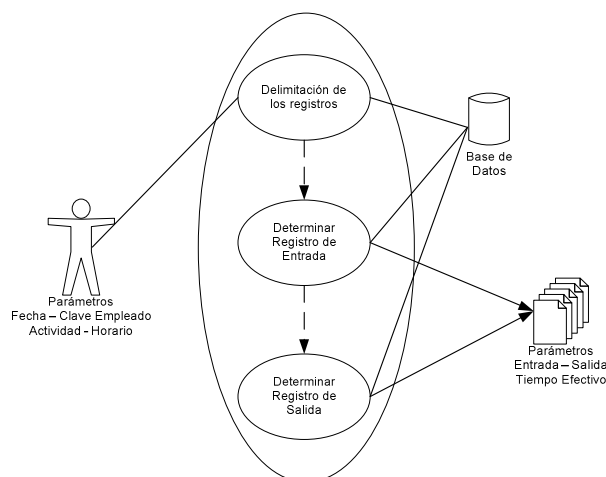 Delimitación de
los registros
Base de
Datos
Determinar
Registro de
Entrada
Parámetros
Fecha – Clave Empleado
Actividad - Horario
Parámetros
Entrada – Salida
Tiempo Efectivo
Determinar
Registro de
Salida